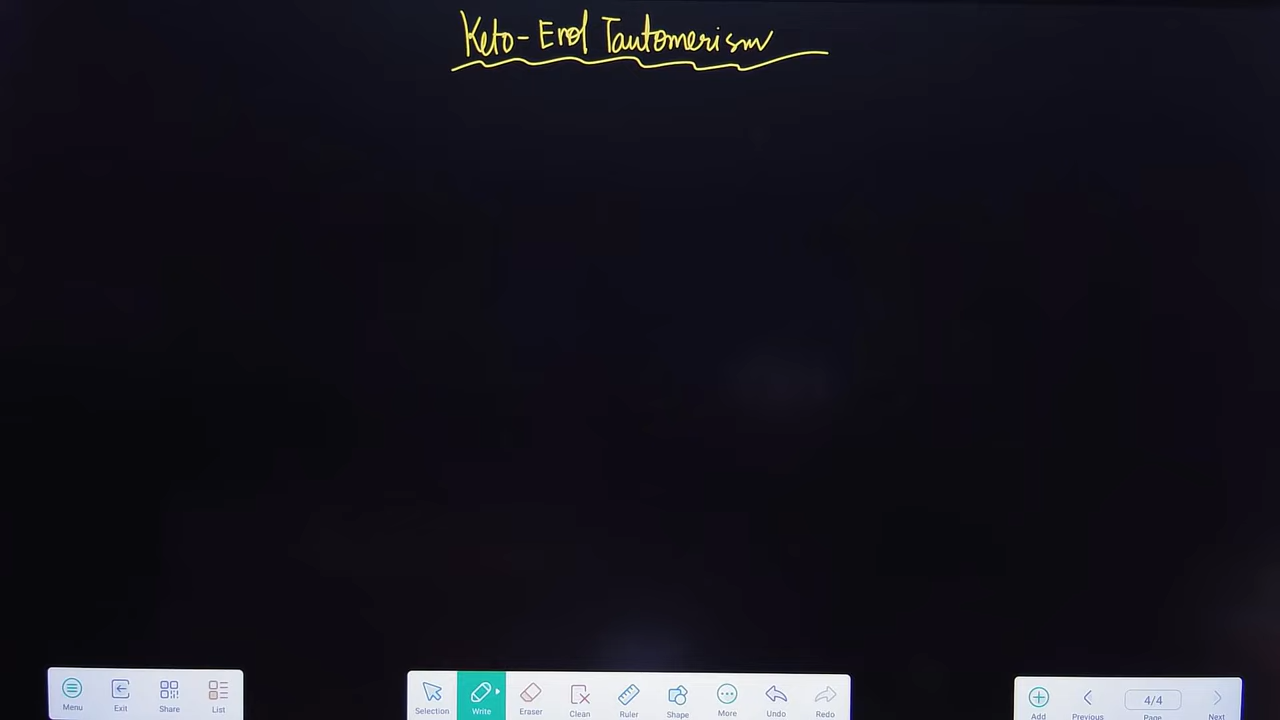 Keto-Enol Tautomerism
Menu Exit Share List
Selection Write Eraser Clean Ruler Shape More Undo Redo
Add Previous 4/4 Page Next